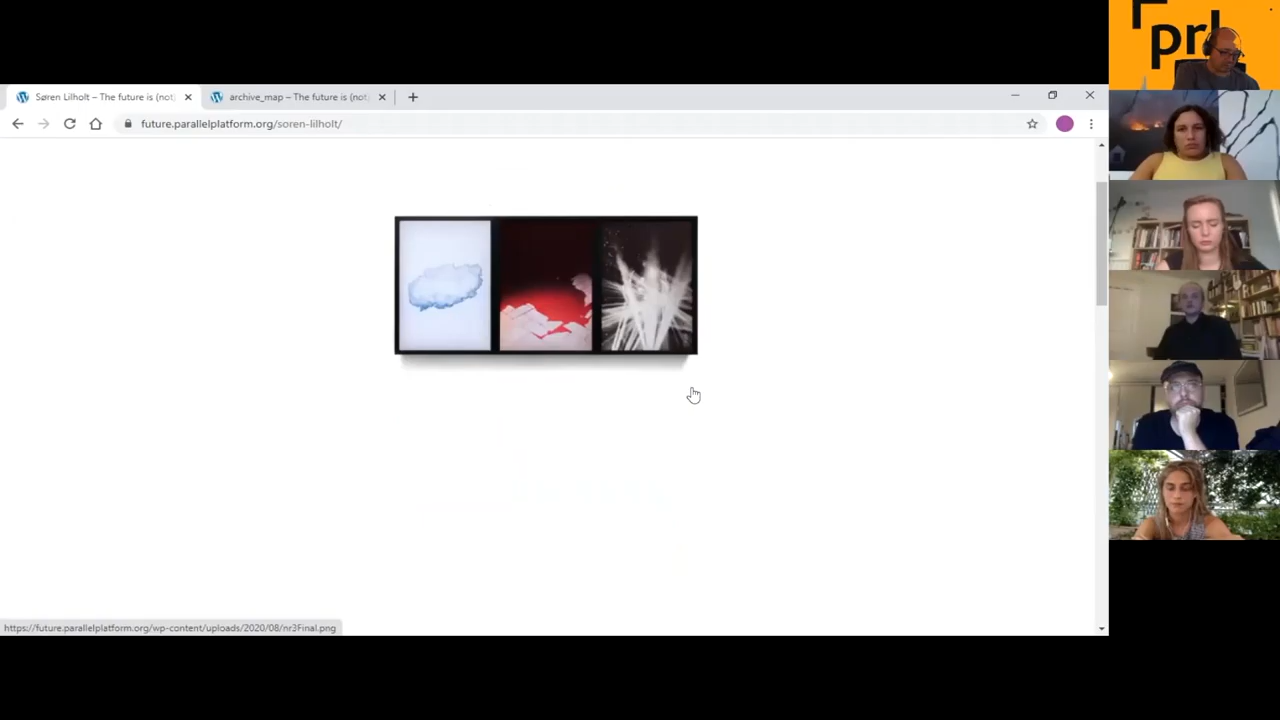 Søren Lilholt – The future is (not)
archive_map – The future is (not)
future.parallelplatform.org/soren-lilholt/
https://future.parallelplatform.org/wp-content/uploads/2020/08/nr3Final.png
prl